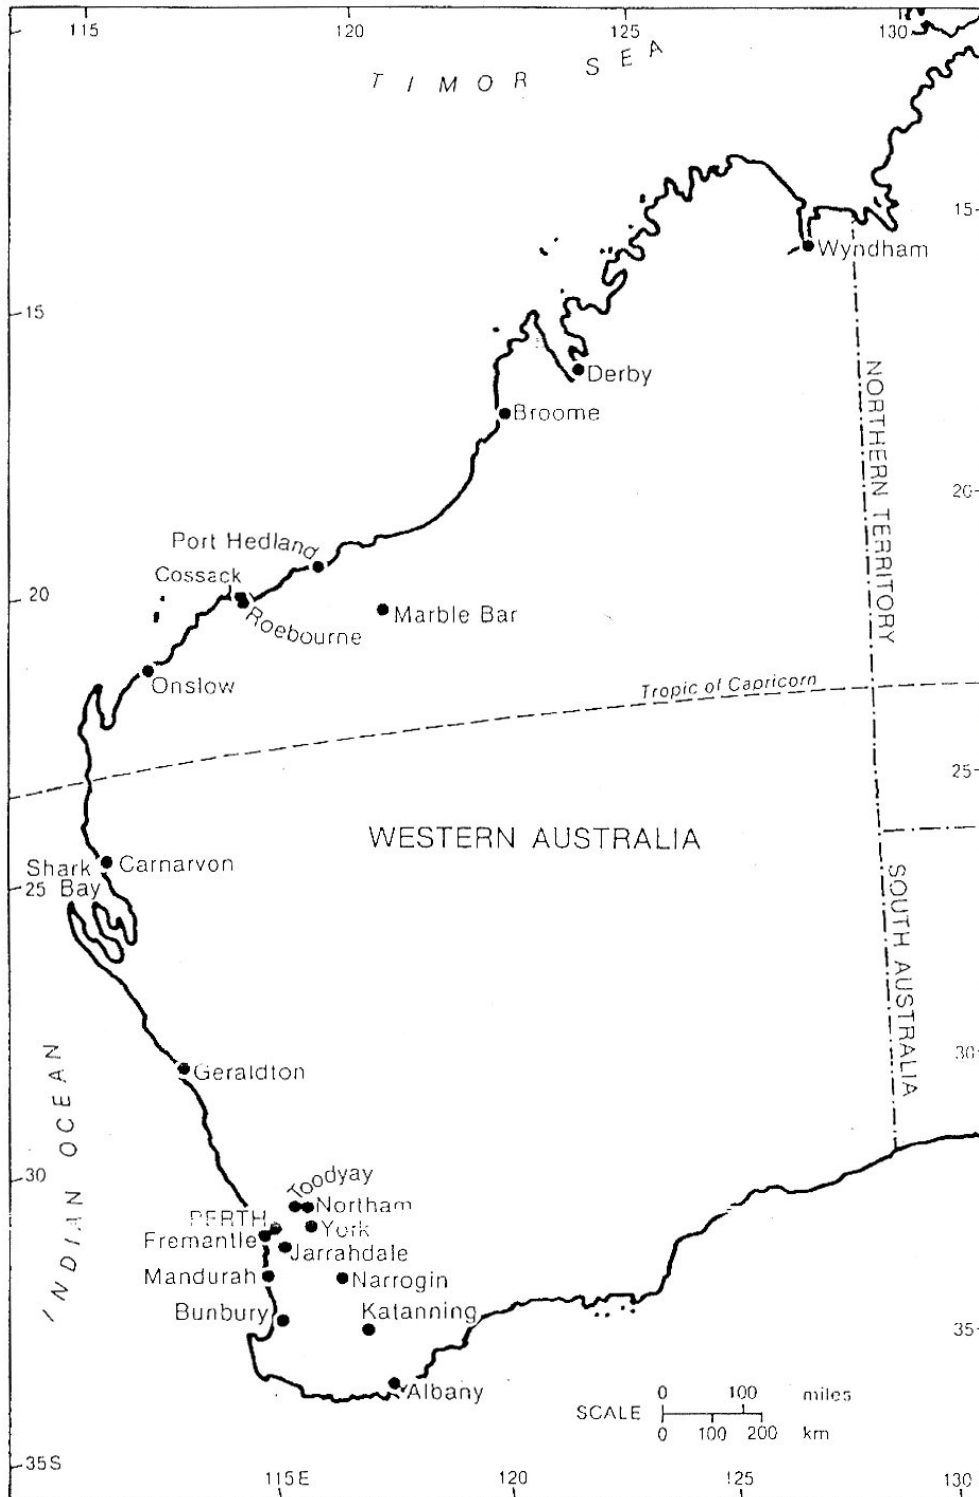 115 120 125 130
TIMOR SEA
15
Wyndham
15
Derby
Broome
NORTHERN TERRITORY
20
Port Hedland
Cossack
20
Roebourne
Marble Bar
Onslow
Tropic of Capricorn
25
WESTERN AUSTRALIA
Carnarvon
Shark
Bay
25
SOUTH AUSTRALIA
30
Geraldton
INDIAN OCEAN
30
Toodyay
Northam
PERTH
York
Fremantle
Jarrahdale
Mandurah
Narrogin
Bunbury
Katanning
35
Albany
0 100 miles
SCALE
0 100 200 km
35S
115E 120 125 130